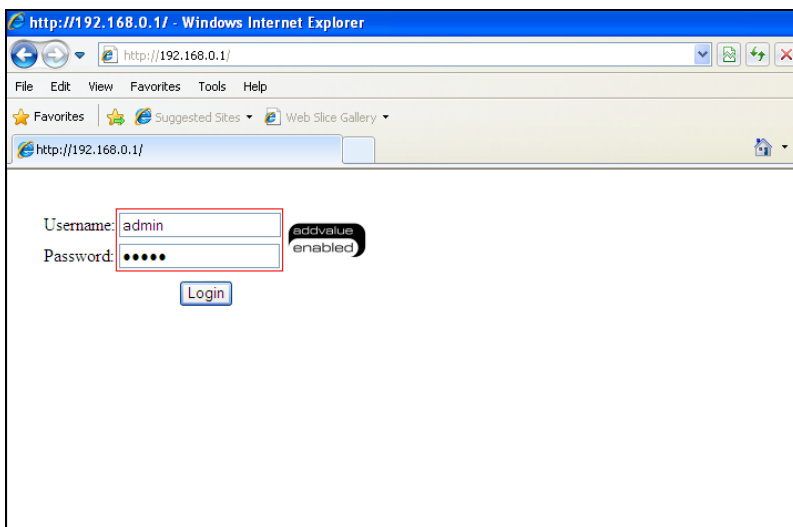 http://192.168.0.1/ - Windows Internet Explorer
http://192.168.0.1/
File Edit View Favorites Tools Help
Favorites Suggested Sites Web Slice Gallery
http://192.168.0.1/
Username: admin
addvalue
enabled
Password: •••••
Login